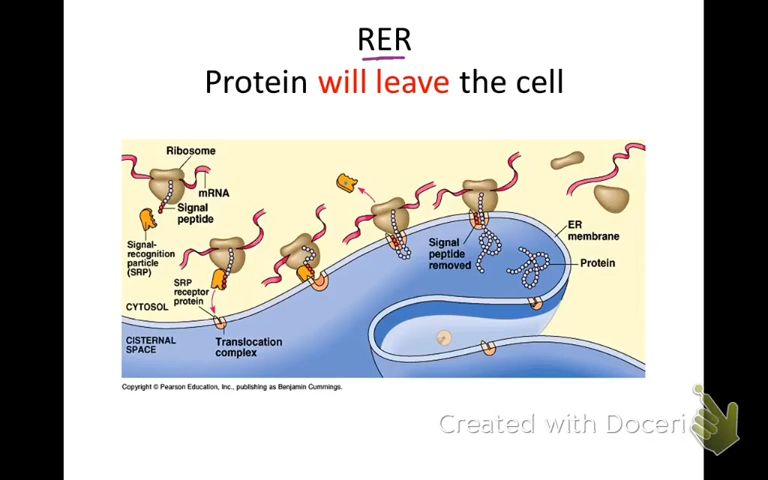 RER
Protein will leave the cell
Ribosome
mRNA
Signal
peptide
Signal-
recognition
particle
(SRP)
SRP
receptor
protein
CYTOSOL
CISTERNAL
SPACE
Translocation
complex
Signal
peptide
removed
ER
membrane
Protein
Copyright © Pearson Education, Inc., publishing as Benjamin Cummings.
Created with Doceri